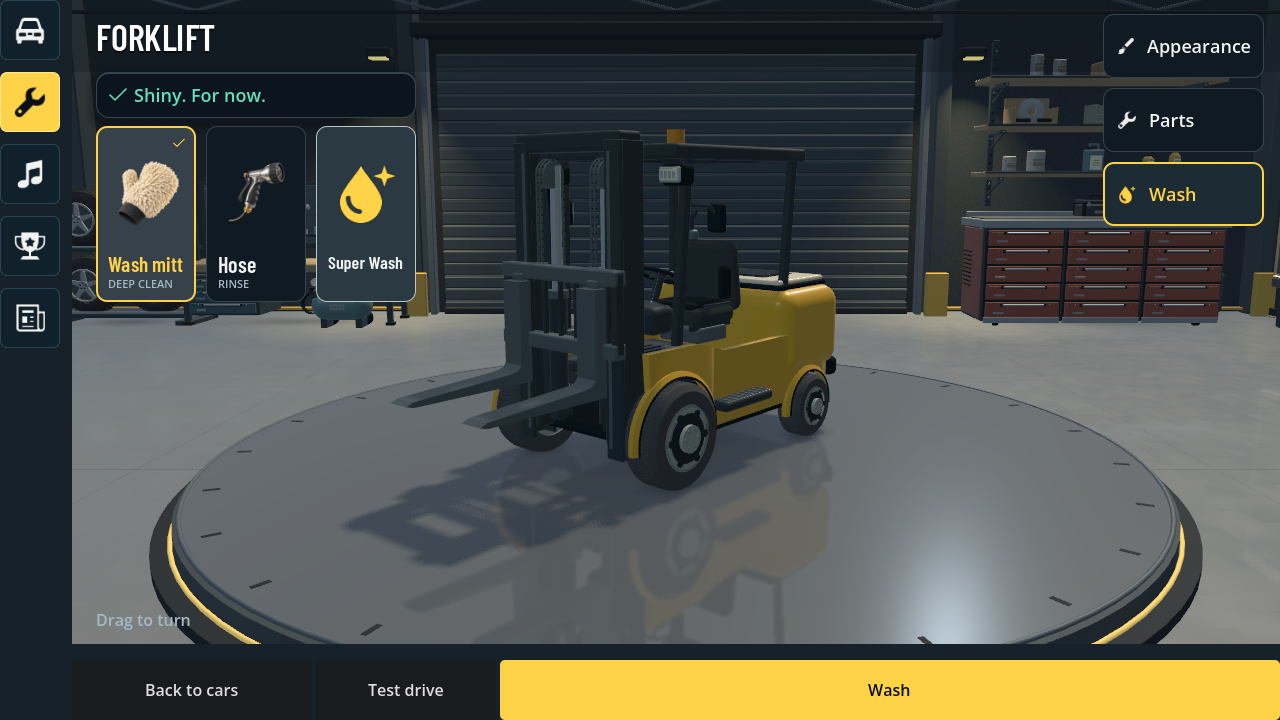 FORKLIFT
Shiny. For now.
Wash mitt
DEEP CLEAN
Hose
RINSE
Super Wash
Appearance
Parts
Wash
Drag to turn
Back to cars
Test drive
Wash